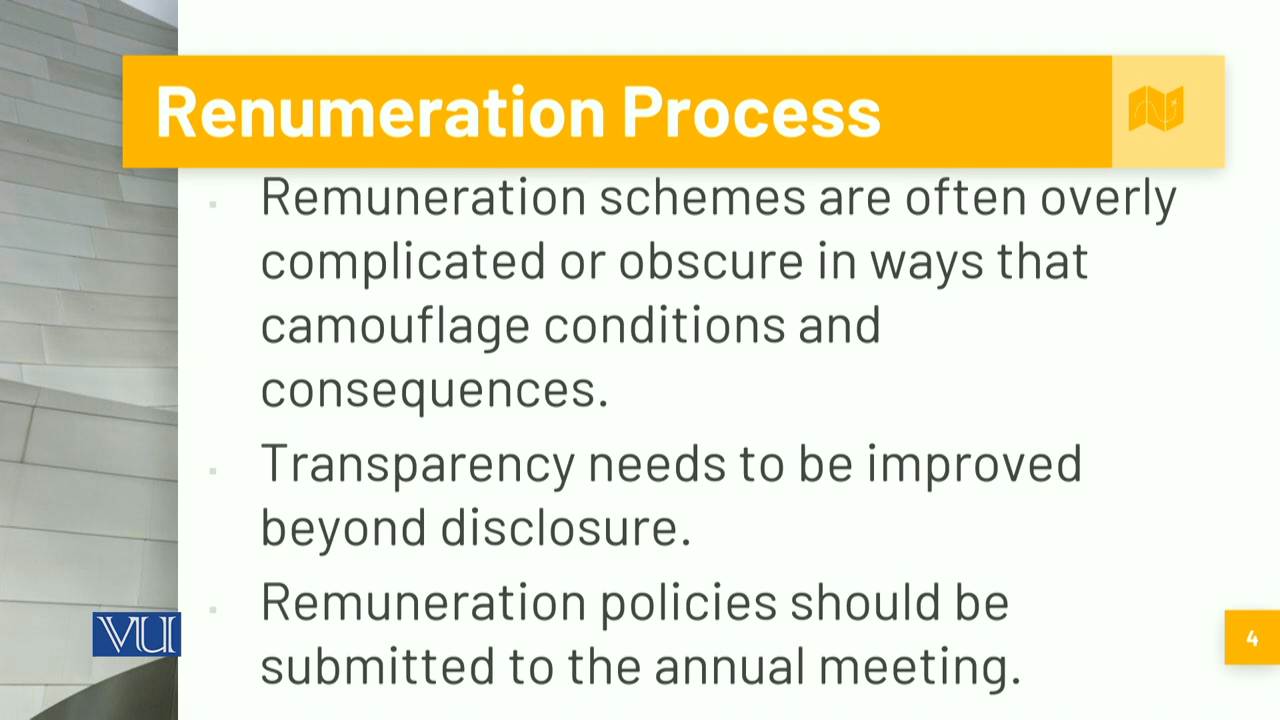 Renumeration Process
Remuneration schemes are often overly
complicated or obscure in ways that
camouflage conditions and
consequences.
Transparency needs to be improved
beyond disclosure.
Remuneration policies should be
submitted to the annual meeting.
VU
4